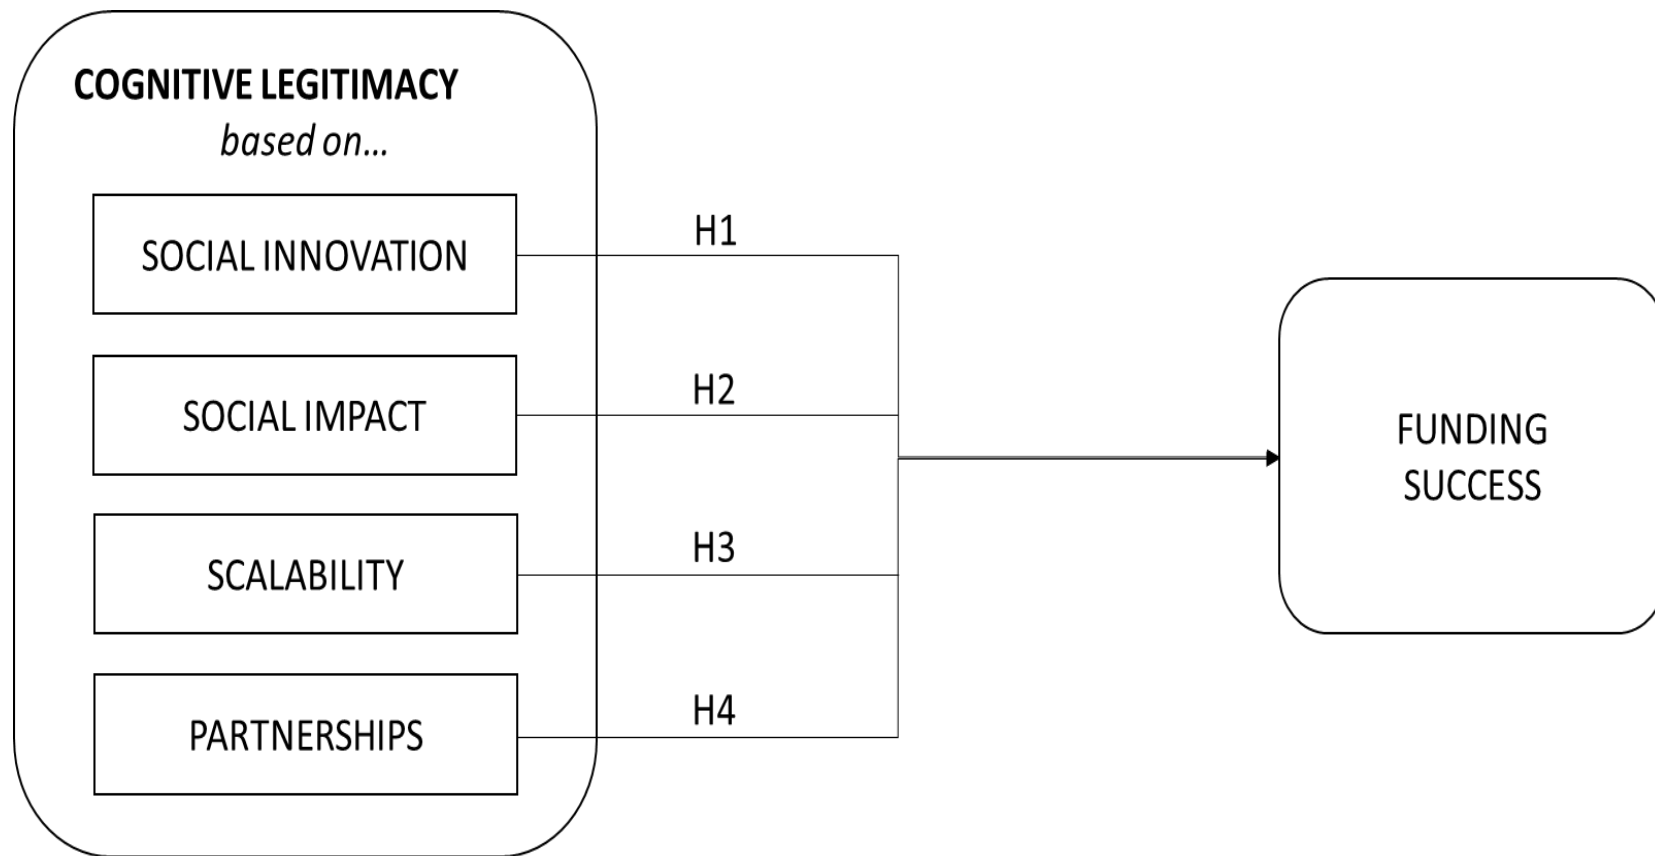 COGNITIVE LEGITIMACY
based on...
SOCIAL INNOVATION
H1
SOCIAL IMPACT
H2
SCALABILITY
H3
PARTNERSHIPS
H4
FUNDING
SUCCESS